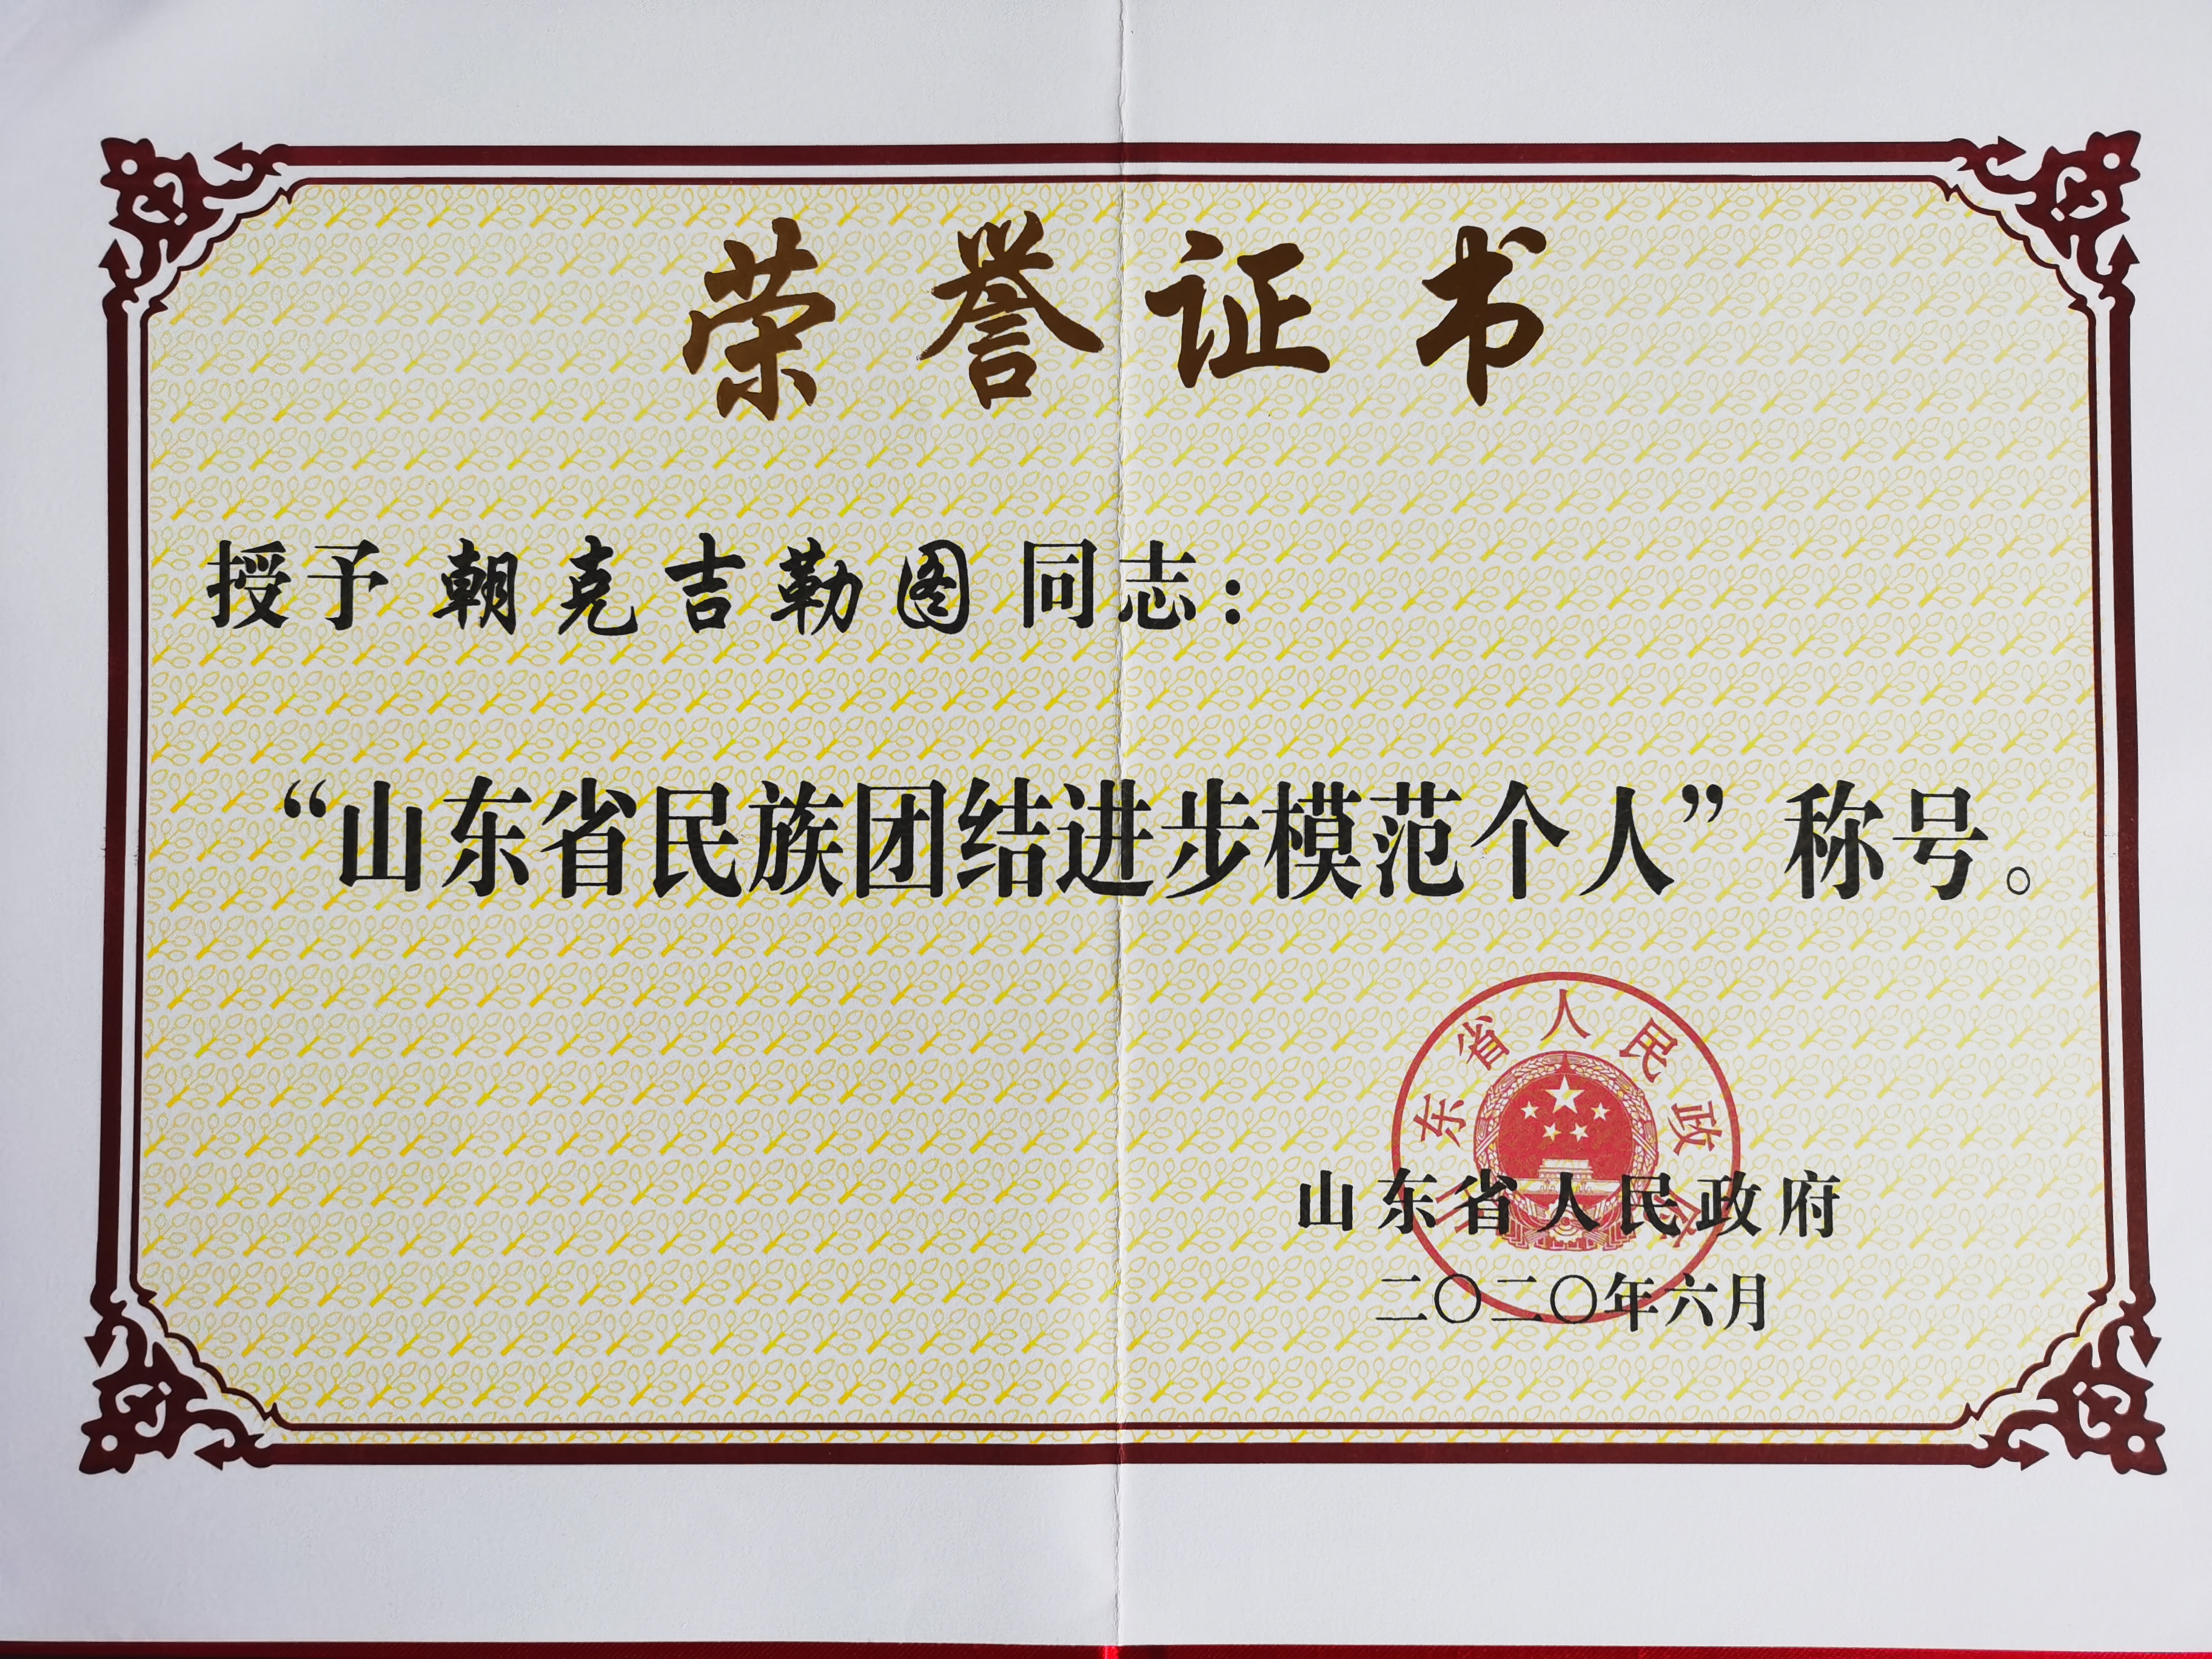 荣誉证书
授予 朝克吉勒图 同志：
“山东省民族团结进步模范个人”称号。
山东省人民政府
山东省人民政府
二〇二〇年六月